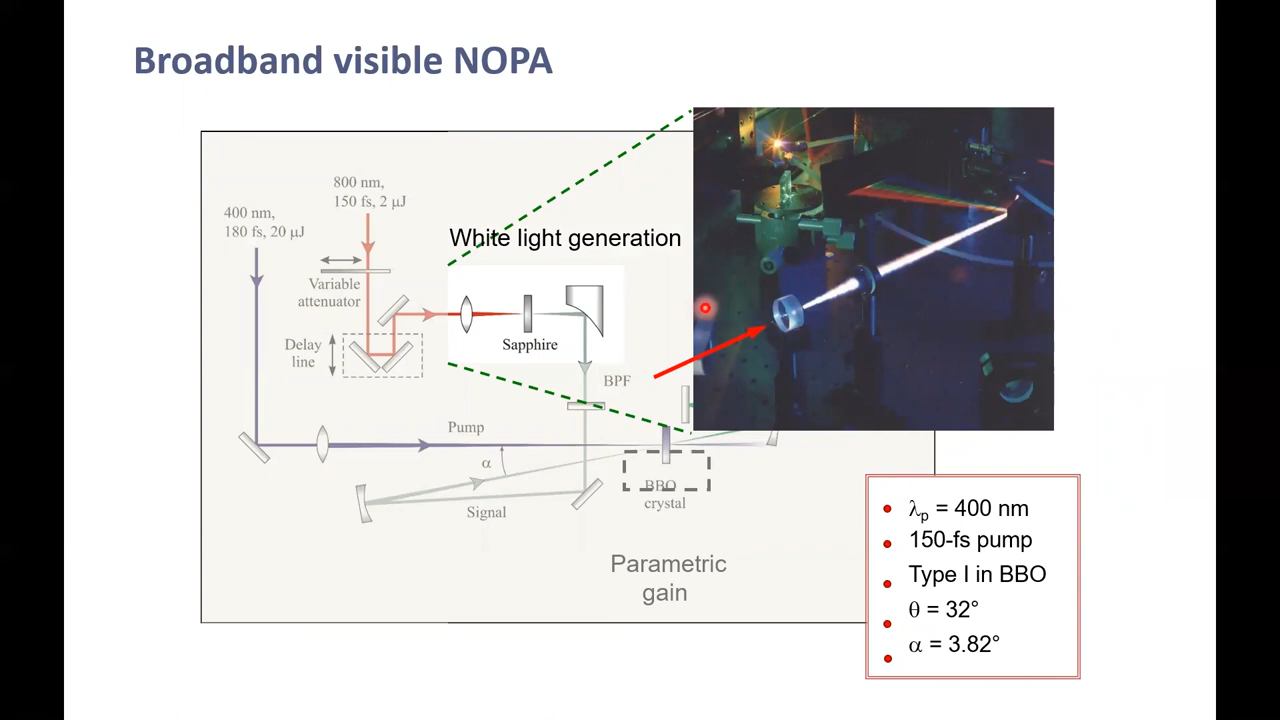 Broadband visible NOPA
800 nm,
150 fs, 2 μJ
400 nm,
180 fs, 20 μJ
White light generation
Variable
attenuator
Delay
line
Sapphire
BPF
Pump
α
BBO
crystal
Signal
Parametric
gain
• λp = 400 nm
• 150-fs pump
• Type I in BBO
• θ = 32°
• α = 3.82°